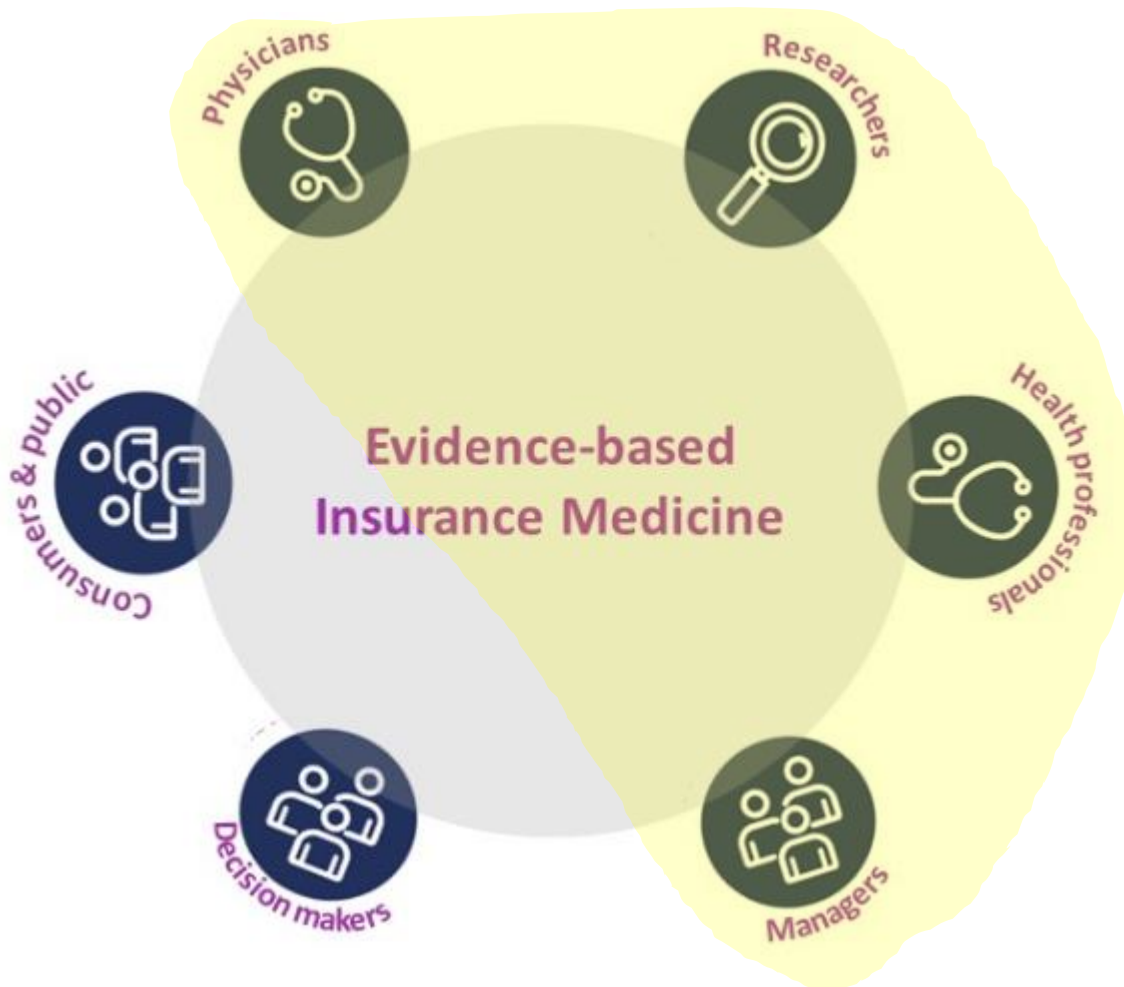 Physicians
Researchers
Consumers & public
Health professionals
Evidence-based
Insurance Medicine
Decision makers
Managers